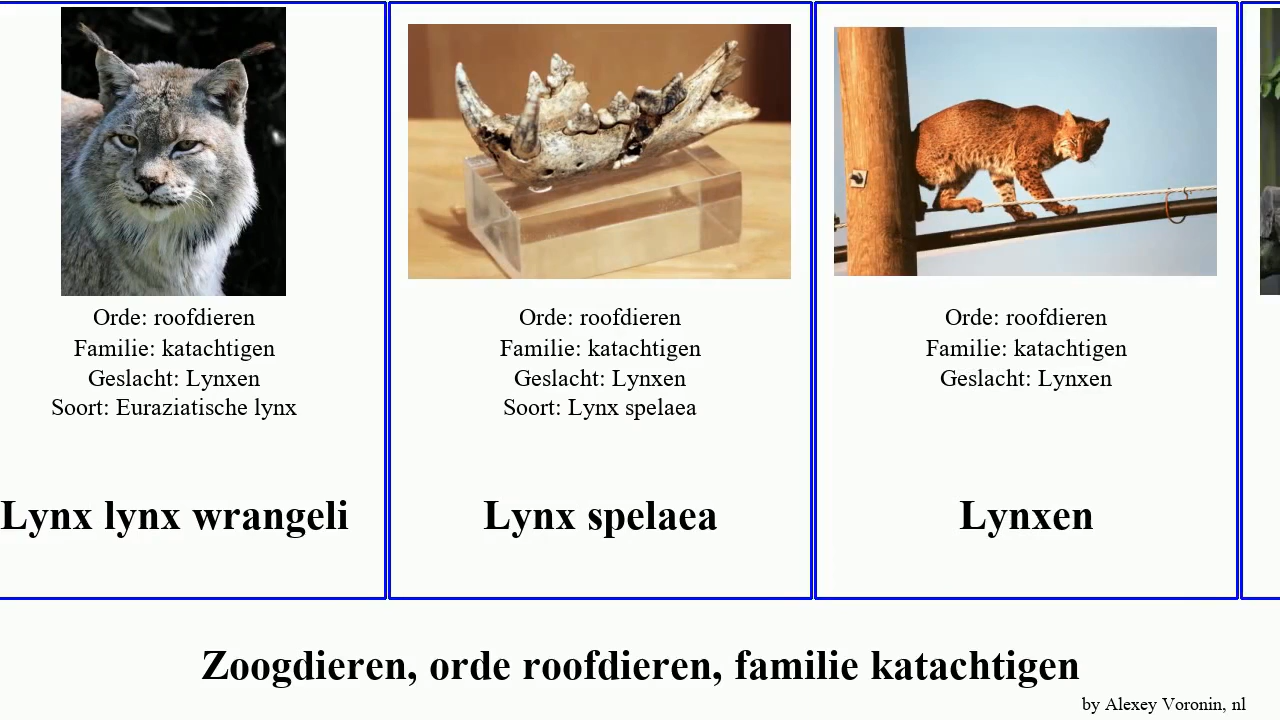 Orde: roofdieren
Familie: katachtigen
Geslacht: Lynxen
Soort: Euraziatische lynx
Lynx lynx wrangeli
Orde: roofdieren
Familie: katachtigen
Geslacht: Lynxen
Soort: Lynx spelaea
Lynx spelaea
Orde: roofdieren
Familie: katachtigen
Geslacht: Lynxen
Lynxen
Zoogdieren, orde roofdieren, familie katachtigen
by Alexey Voronin, nl